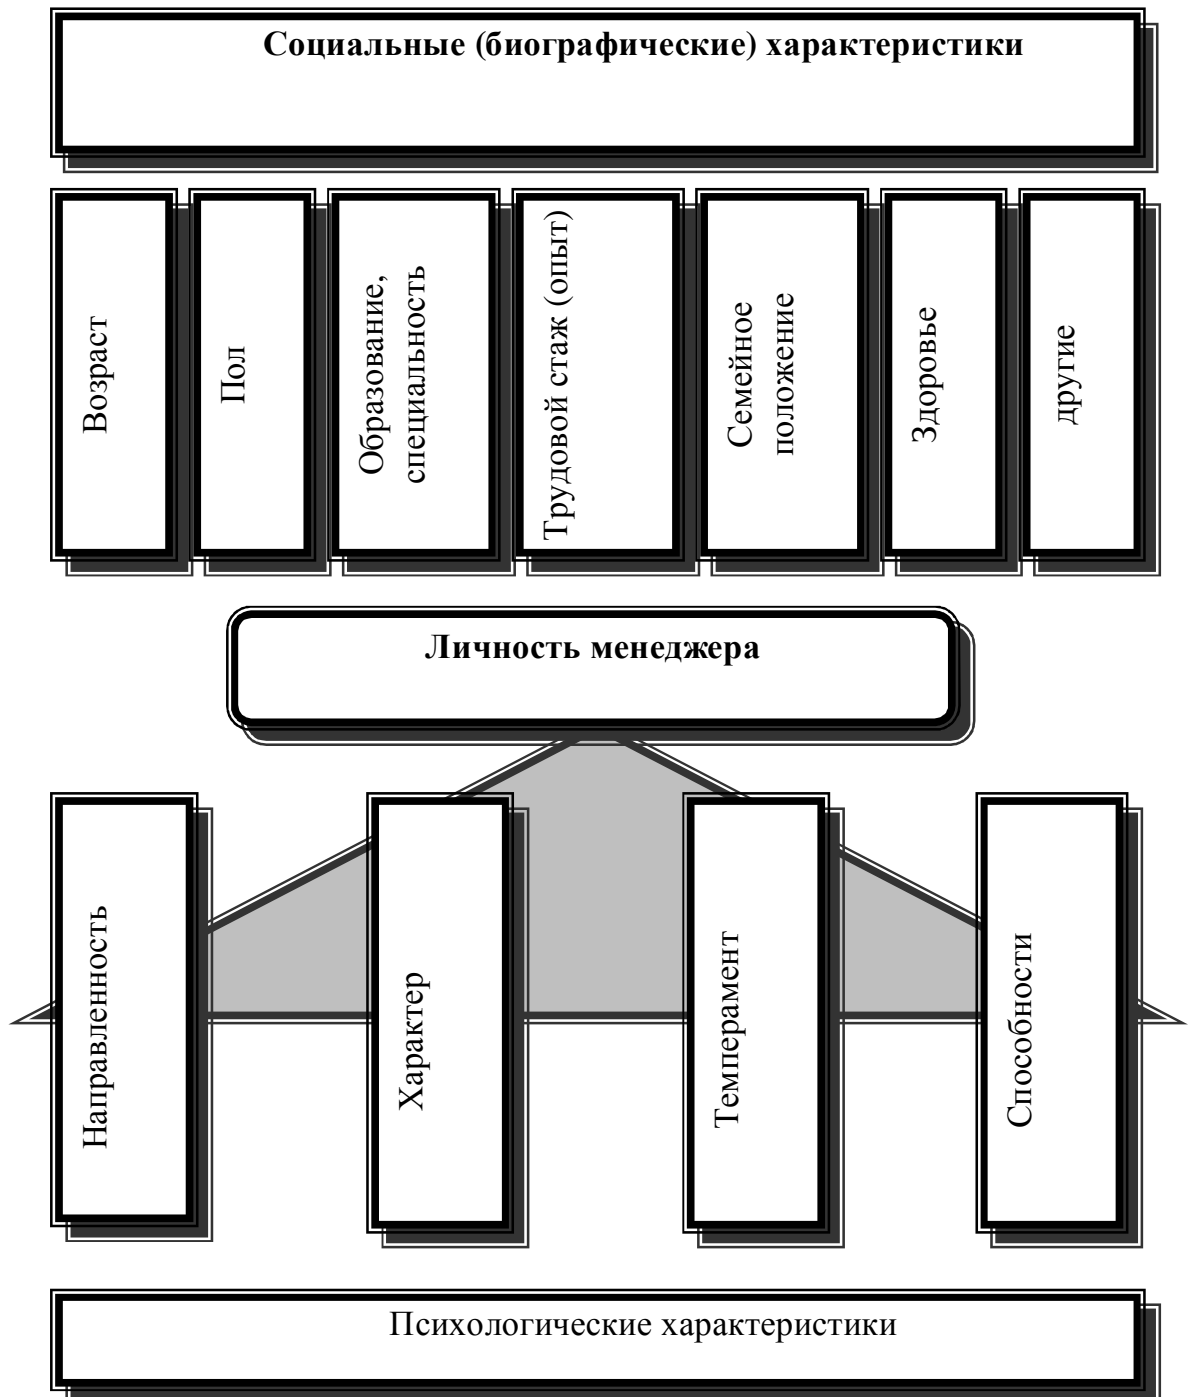 Социальные (биографические) характеристики
Возраст
Пол
Образование,
специальность
Трудовой стаж (опыт)
Семейное
положение
Здоровье
другие
Личность менеджера
Направленность
Характер
Темперамент
Способности
Психологические характеристики